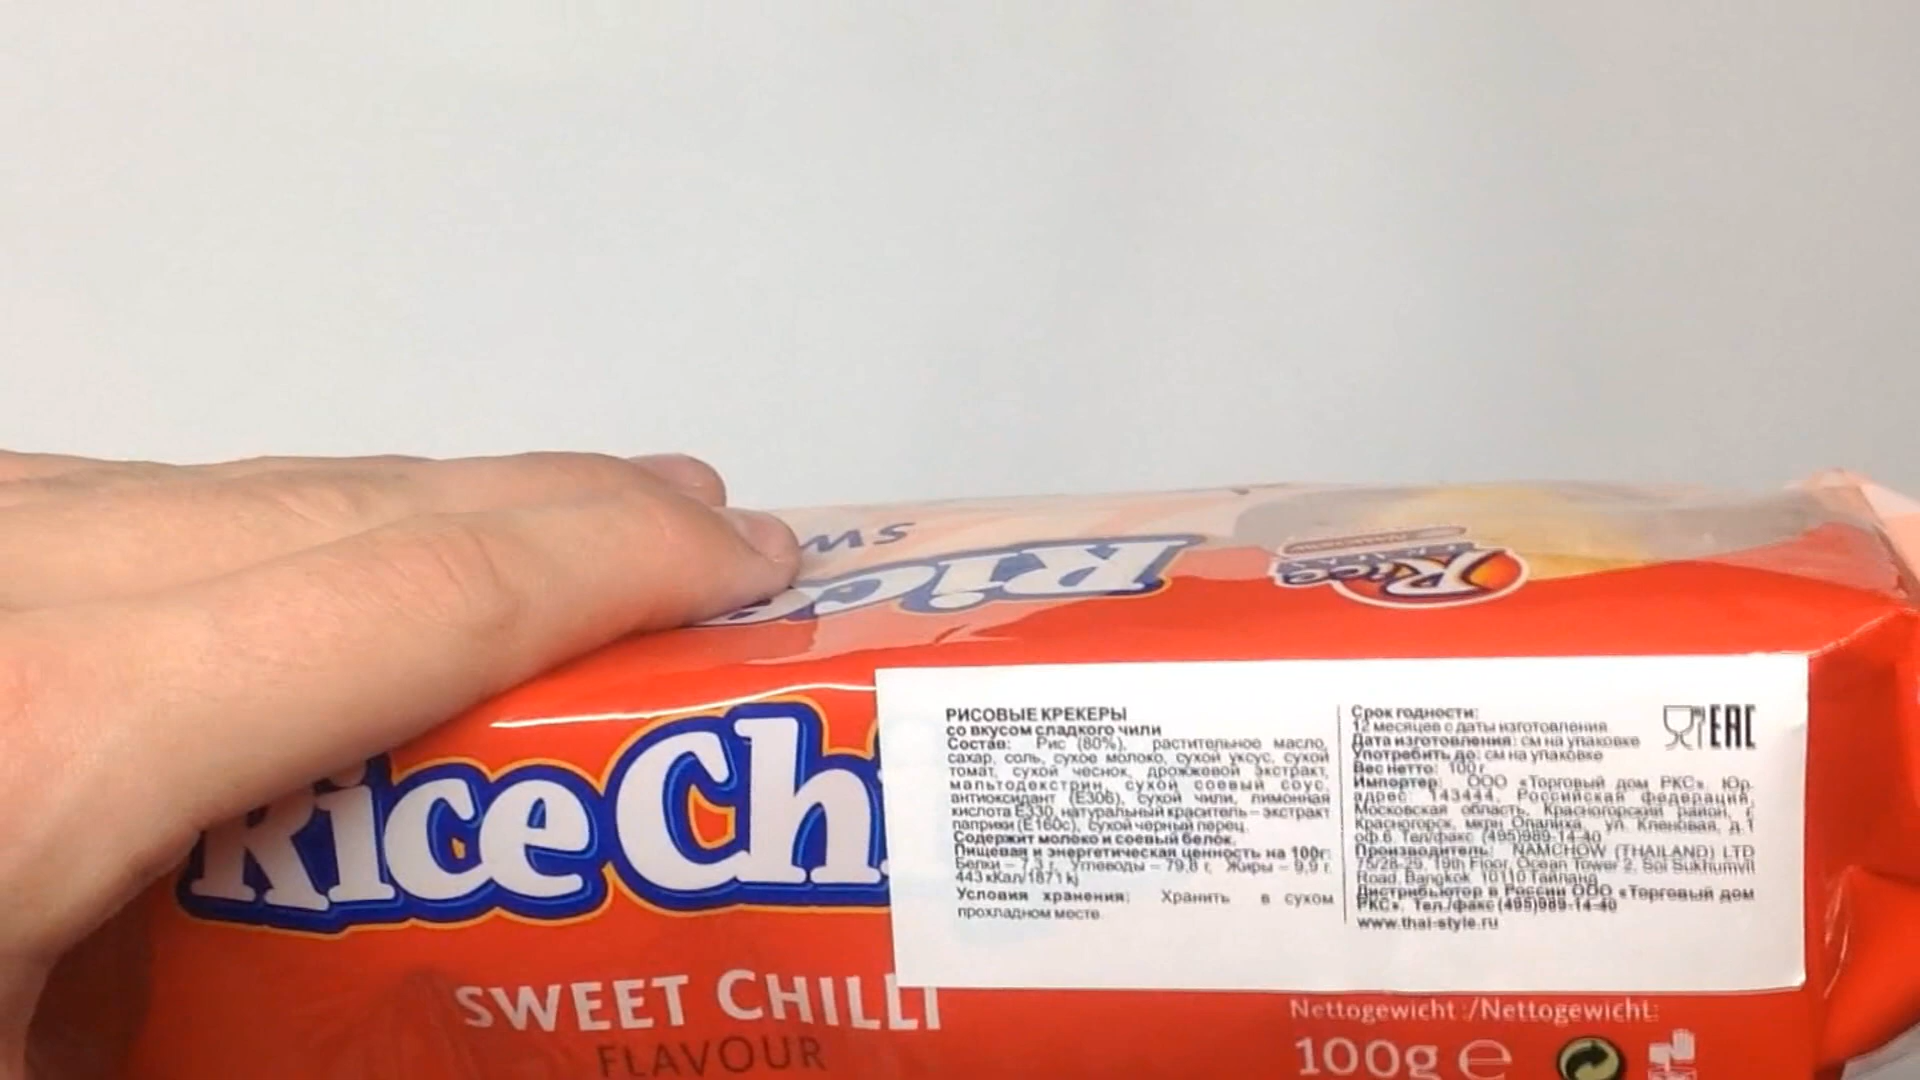 SW
Rice
Rice
Rice Ch
SWEET CHILLI
FLAVOUR
РИСОВЫЕ КРЕКЕРЫ
со вкусом сладкого чили
Состав: Рис (80%), растительное масло,
сахар, соль, сухое молоко, сухой уксус, сухой
томат, сухой чеснок, дрожжевой экстракт,
мальтодекстрин, сухой соевый соус,
антиоксидант (Е306), сухой чили, лимонная
кислота Е330, натуральный краситель – экстракт
паприки (Е160с), сухой черный перец.
Содержит молоко и соевый белок.
Пищевая и энергетическая ценность на 100г:
Белки – 7,3 г, Углеводы – 79,8 г, Жиры – 9,9 г.
443 кКал/1871 kj
Условия хранения: Хранить в сухом
прохладном месте.
Срок годности:
12 месяцев с даты изготовления
Дата изготовления: см на упаковке
Употребить до: см на упаковке
Вес нетто: 100 г
Импортер: ООО «Торговый дом РКС». Юр.
адрес: 143444, Российская федерация,
Московская область, Красногорский район, г.
Красногорск, мкрн Опалиха, ул. Кленовая, д.1
оф.6. Тел/факс (495)989-14-40
Производитель: NAMCHOW (THAILAND) LTD
75/28-29, 19th Floor, Ocean Tower 2, Soi Sukhumvit
Road, Bangkok, 10110 Тайланд
Дистрибьютор в России ООО «Торговый дом
РКС». Тел./факс (495)989-14-40
www.thai-style.ru
EAC
Nettogewicht:/Nettogewicht:
100g e